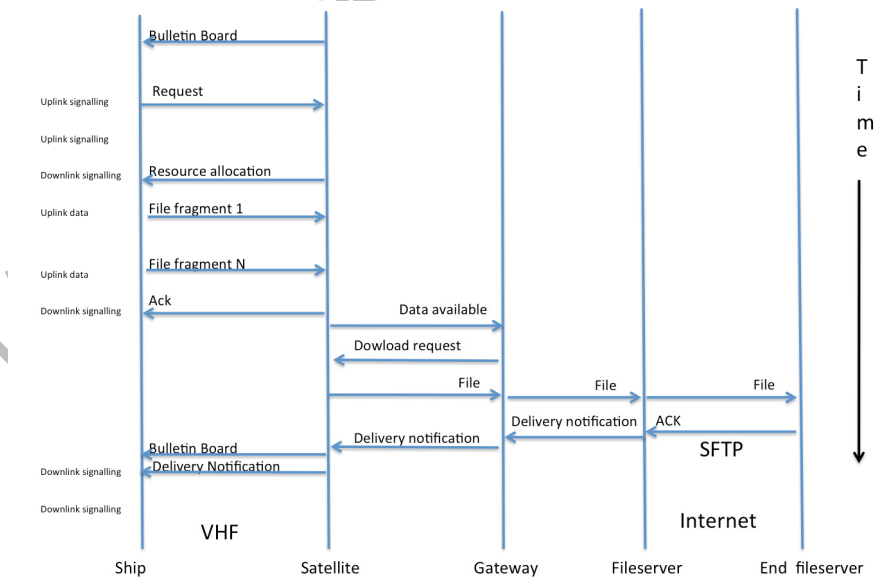 Bulletin Board
T
i
m
e
Request
Uplink signalling
Uplink signalling
Resource allocation
Downlink signalling
File fragment 1
Uplink data
File fragment N
Uplink data
Ack
Downlink signalling
Data available
Dowload request
File
File
File
Delivery notification
ACK
Delivery notification
SFTP
Bulletin Board
Delivery Notification
Downlink signalling
Downlink signalling
VHF
Internet
Ship
Satellite
Gateway
Fileserver
End fileserver